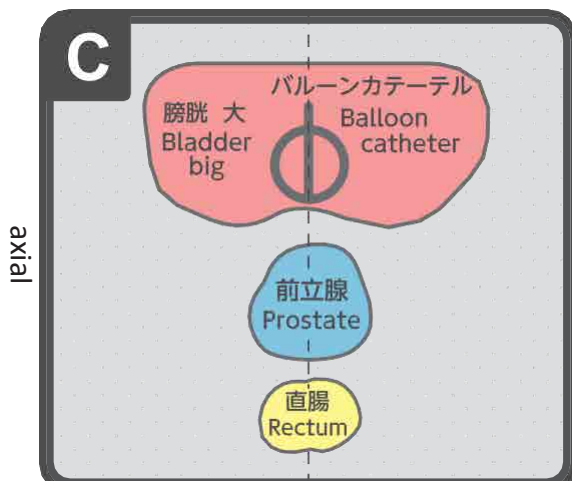 C
バルーンカテーテル
Balloon
catheter
膀胱 大
Bladder
big
前立腺
Prostate
直腸
Rectum
axial